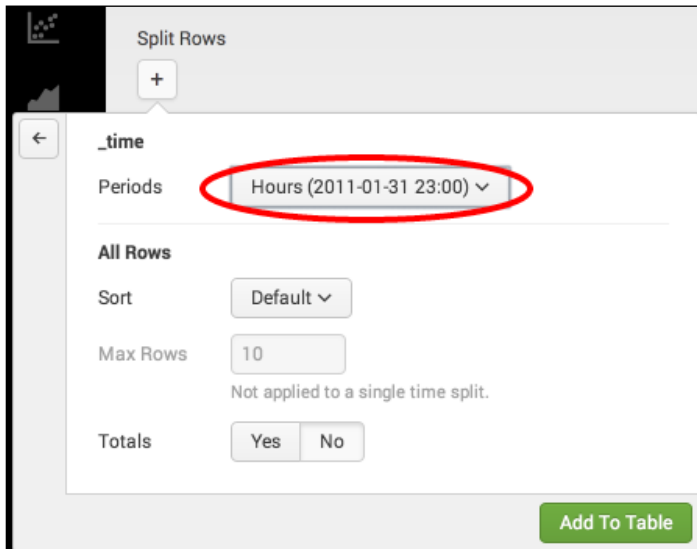 Split Rows
+
_time
Periods Hours (2011-01-31 23:00)
All Rows
Sort Default
Max Rows 10
Not applied to a single time split.
Totals Yes No
Add To Table